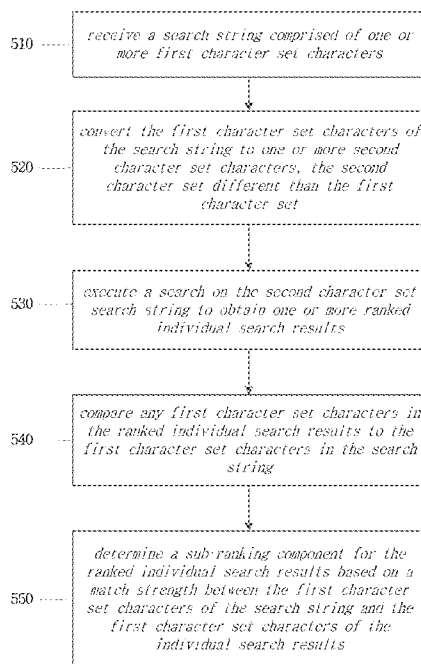 510
receive a search string comprised of one or
more first character set characters
520
convert the first character set characters of
the search string to one or more second
character set characters, the second
character set different than the first
character set
530
execute a search on the second character set
search string to obtain one or more ranked
individual search results
540
compare any first character set characters in
the ranked individual search results to the
first character set characters in the search
string
550
determine a sub-ranking component for the
ranked individual search results based on a
match strength between the first character
set characters of the search string and the
first character set characters of the
individual search results